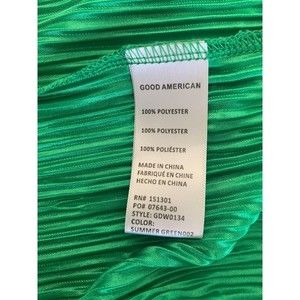 GOOD AMERICAN
100% POLYESTER
100% POLYESTER
100% POLIÉSTER
MADE IN CHINA
FABRIQUÉ EN CHINE
HECHO EN CHINA
RN# 151301
PO# 07643-00
STYLE: GDW0134
COLOR:
SUMMER GREEN002